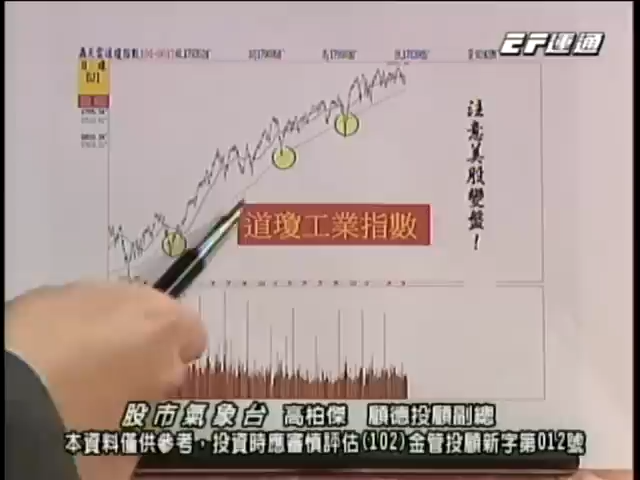 EF運通
日線
DJI
注意美股變盤！
道瓊工業指數
股市氣象台 高柏傑 順德投顧副總
本資料僅供參考，投資時應審慎評估(102)金管投顧新字第012號